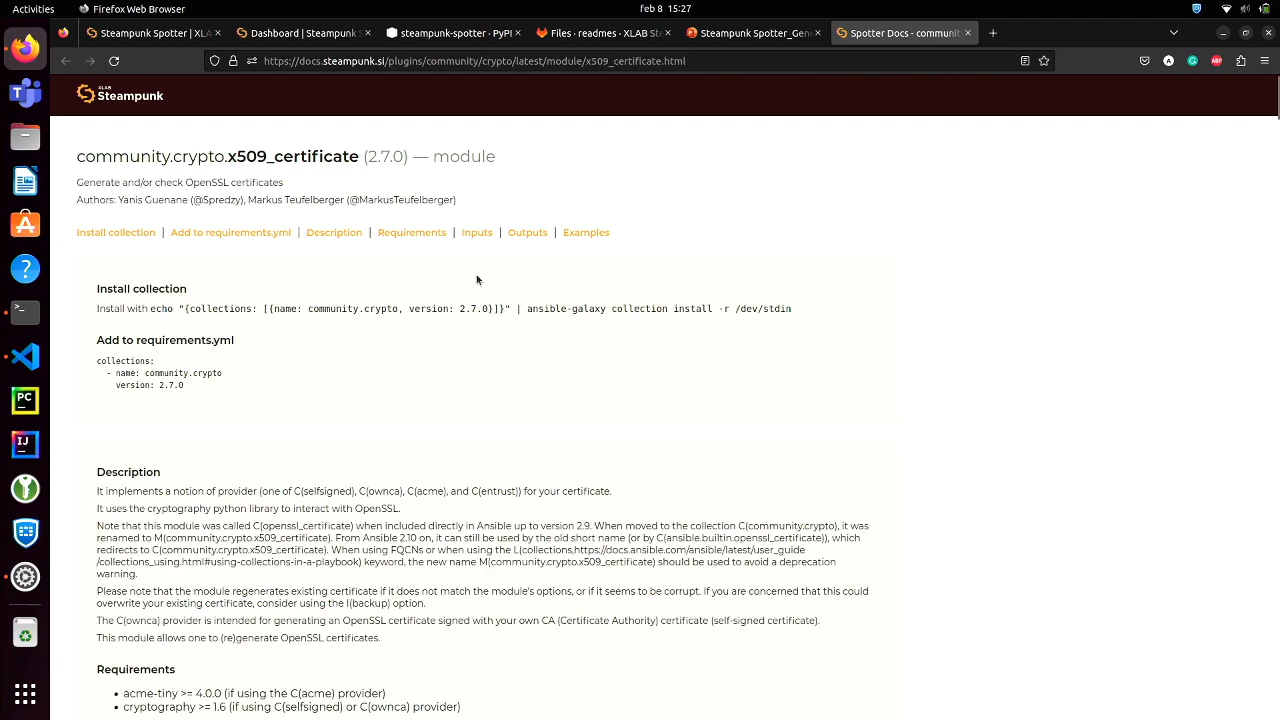 Activities
Firefox Web Browser
feb 8 15:27
Steampunk Spotter | XLA
Dashboard | Steampunk S
steampunk-spotter · PyPI
Files · readmes · XLAB Ste
Steampunk Spotter_Gene
Spotter Docs - communit
https://docs.steampunk.si/plugins/community/crypto/latest/module/x509_certificate.html
XLAB
Steampunk
community.crypto.x509_certificate (2.7.0) — module
Generate and/or check OpenSSL certificates
Authors: Yanis Guenane (@Spredzy), Markus Teufelberger (@MarkusTeufelberger)
Install collection | Add to requirements.yml | Description | Requirements | Inputs | Outputs | Examples
Install collection
Install with echo "{collections: [{name: community.crypto, version: 2.7.0}]}" | ansible-galaxy collection install -r /dev/stdin
Add to requirements.yml
collections:
- name: community.crypto
version: 2.7.0
Description
It implements a notion of provider (one of C(selfsigned), C(ownca), C(acme), and C(entrust)) for your certificate.
It uses the cryptography python library to interact with OpenSSL.
Note that this module was called C(openssl_certificate) when included directly in Ansible up to version 2.9. When moved to the collection C(community.crypto), it was
renamed to M(community.crypto.x509_certificate). From Ansible 2.10 on, it can still be used by the old short name (or by C(ansible.builtin.openssl_certificate)), which
redirects to C(community.crypto.x509_certificate). When using FQCNs or when using the L(collections,https://docs.ansible.com/ansible/latest/user_guide
/collections_using.html#using-collections-in-a-playbook) keyword, the new name M(community.crypto.x509_certificate) should be used to avoid a deprecation
warning.
Please note that the module regenerates existing certificate if it does not match the module's options, or if it seems to be corrupt. If you are concerned that this could
overwrite your existing certificate, consider using the I(backup) option.
The C(ownca) provider is intended for generating an OpenSSL certificate signed with your own CA (Certificate Authority) certificate (self-signed certificate).
This module allows one to (re)generate OpenSSL certificates.
Requirements
• acme-tiny >= 4.0.0 (if using the C(acme) provider)
• cryptography >= 1.6 (if using C(selfsigned) or C(ownca) provider)